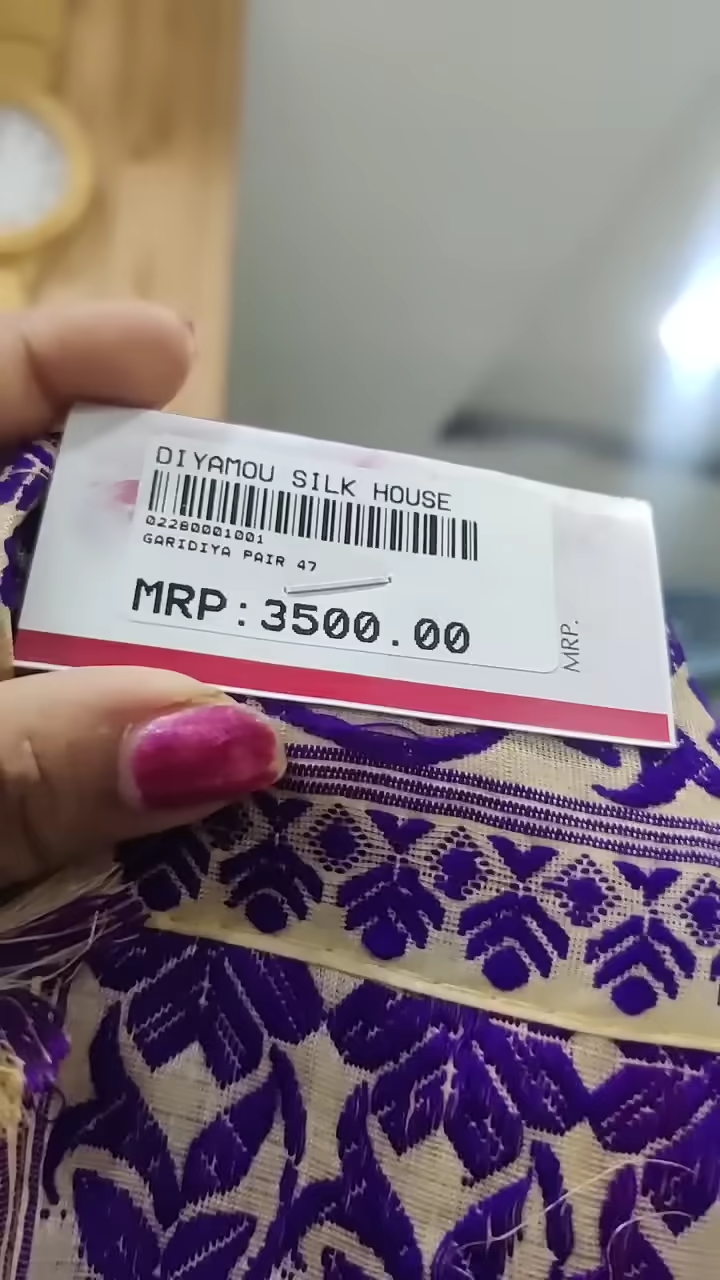 DIYAMOU SILK HOUSE
02280001001
GARIDIYA PAIR 47
MRP:3500.00
MRP.